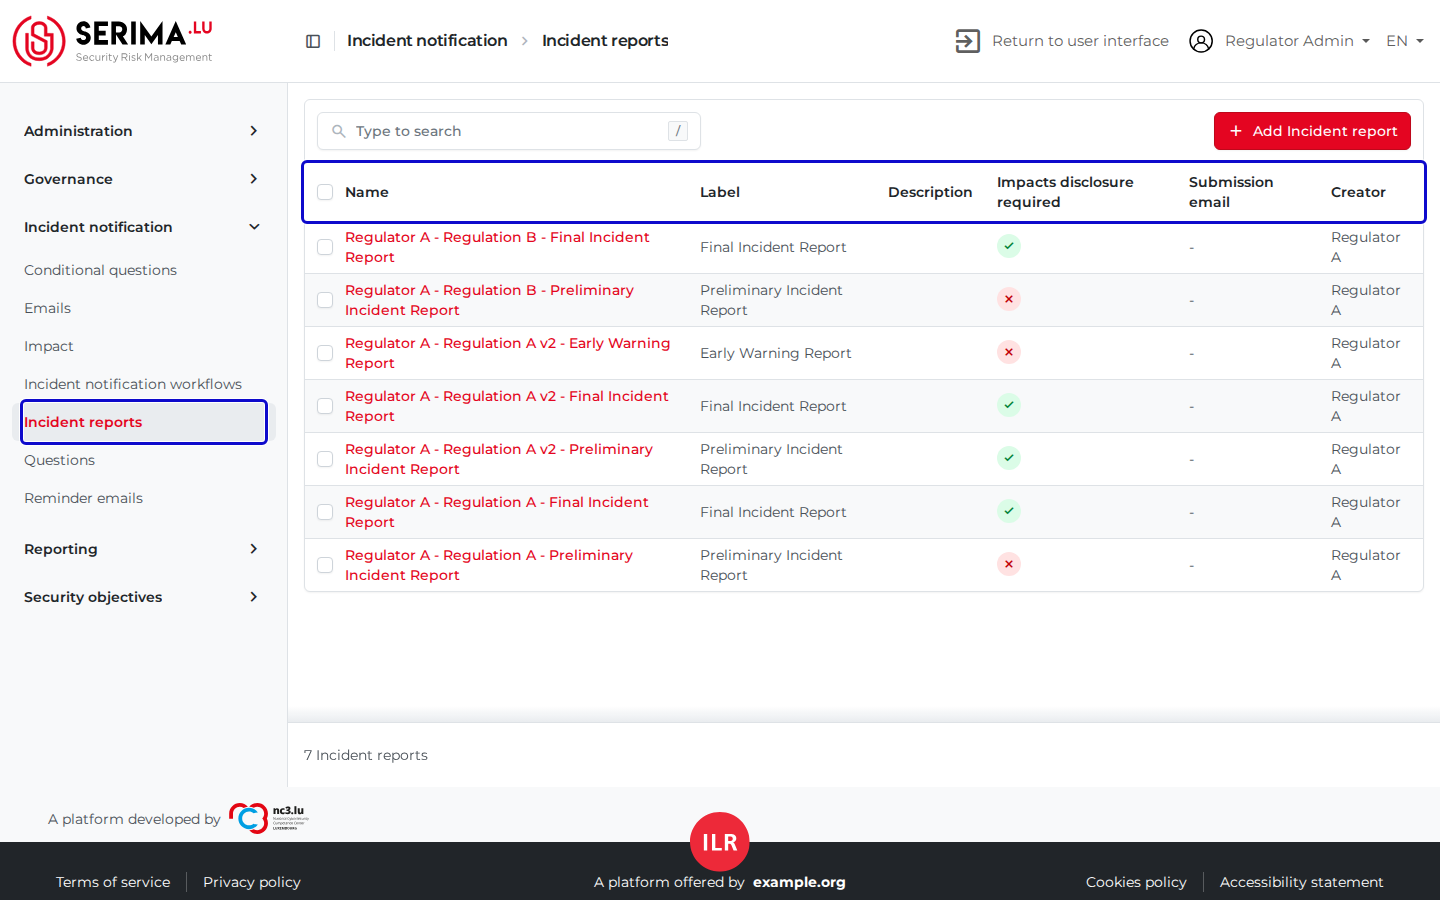 SERIMA.LU
Security Risk Management
Incident notification
Incident reports
Return to user interface
Regulator Admin
EN
Administration
Governance
Incident notification
Conditional questions
Emails
Impact
Incident notification workflows
Incident reports
Questions
Reminder emails
Reporting
Security objectives
Type to search
/
Add Incident report
Name
Label
Description
Impacts disclosure
required
Submission
email
Creator
Regulator A - Regulation B - Final Incident
Report
Final Incident Report
-
Regulator
A
Regulator A - Regulation B - Preliminary
Incident Report
Preliminary Incident
Report
-
Regulator
A
Regulator A - Regulation A v2 - Early Warning
Report
Early Warning Report
-
Regulator
A
Regulator A - Regulation A v2 - Final Incident
Report
Final Incident Report
-
Regulator
A
Regulator A - Regulation A v2 - Preliminary
Incident Report
Preliminary Incident
Report
-
Regulator
A
Regulator A - Regulation A - Final Incident
Report
Final Incident Report
-
Regulator
A
Regulator A - Regulation A - Preliminary
Incident Report
Preliminary Incident
Report
-
Regulator
A
7 Incident reports
A platform developed by
nc3.lu
LUXEMBOURG
ILR
Terms of service
Privacy policy
A platform offered by example.org
Cookies policy
Accessibility statement